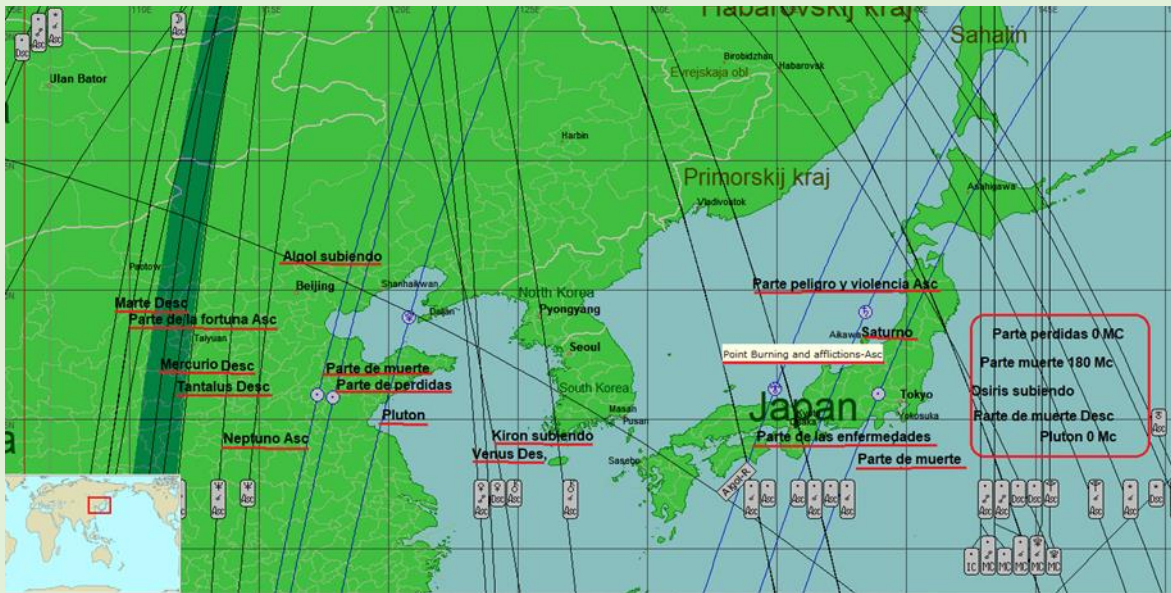 Habarovskij kraj
Sahalin
Birobidzhan
Habarovsk
Evrejskaja obl
Ulan Bator
Harbin
Primorskij kraj
Vladivostok
Asahigawa
Algol subiendo
Paotow
Beijing
Shanhaikwan
Dalian
North Korea
Pyongyang
Parte peligro y violencia Asc
Marte Desc
Parte de la fortuna Asc
Taiyuan
Aikawa
Saturno
Parte perdidas 0 MC
Seoul
Point Burning and afflictions-Asc
Mercurio Desc
Parte de muerte
Parte muerte 180 Mc
Tantalus Desc
Parte de perdidas
South Korea
Osiris subiendo
Tokyo
Japan
Yokosuka
Masan
Pusan
Pluton
Parte de muerte Desc
Neptuno Asc
Kiron subiendo
Parte de las enfermedades
Pluton 0 Mc
Venus Des,
Sasebo
Parte de muerte
Algol-R
Asc
Dsc
IC
MC